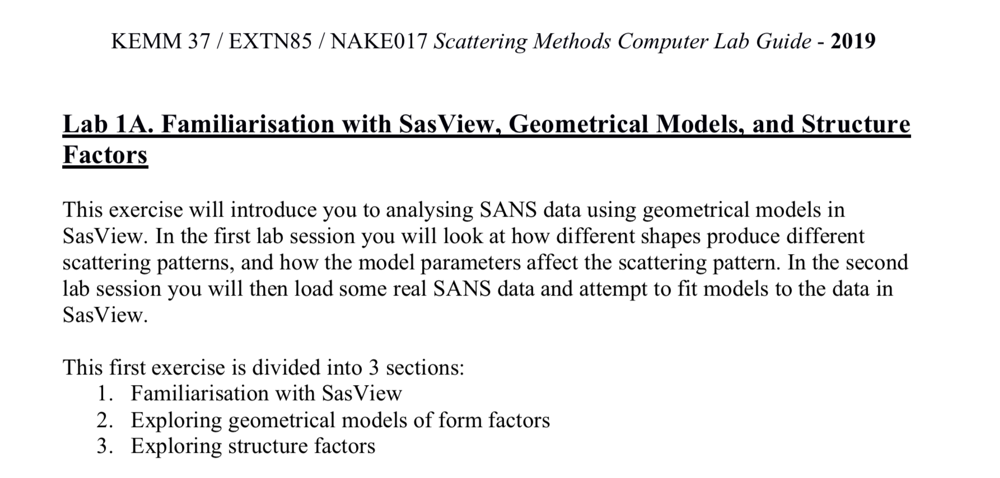 KEMM 37 / EXTN85 / NAKE017 Scattering Methods Computer Lab Guide - 2019
Lab 1A. Familiarisation with SasView, Geometrical Models, and Structure
Factors
This exercise will introduce you to analysing SANS data using geometrical models in
SasView. In the first lab session you will look at how different shapes produce different
scattering patterns, and how the model parameters affect the scattering pattern. In the second
lab session you will then load some real SANS data and attempt to fit models to the data in
SasView.
This first exercise is divided into 3 sections:
1. Familiarisation with SasView
2. Exploring geometrical models of form factors
3. Exploring structure factors